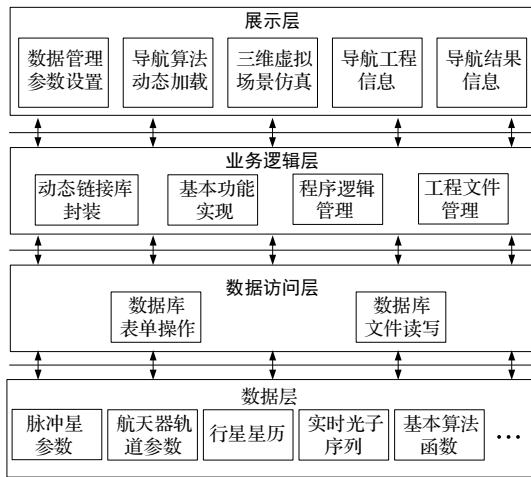 展示层
数据管理 导航算法 三维虚拟 导航工程 导航结果
参数设置 动态加载 场景仿真 信息 信息
业务逻辑层
动态链接库 基本功能 程序逻辑 工程文件
封装 实现 管理 管理
数据访问层
数据库 数据库
表单操作 文件读写
数据层
脉冲星 航天器轨 行星星历 实时光子 基本算法
参数 道参数 序列 函数 …